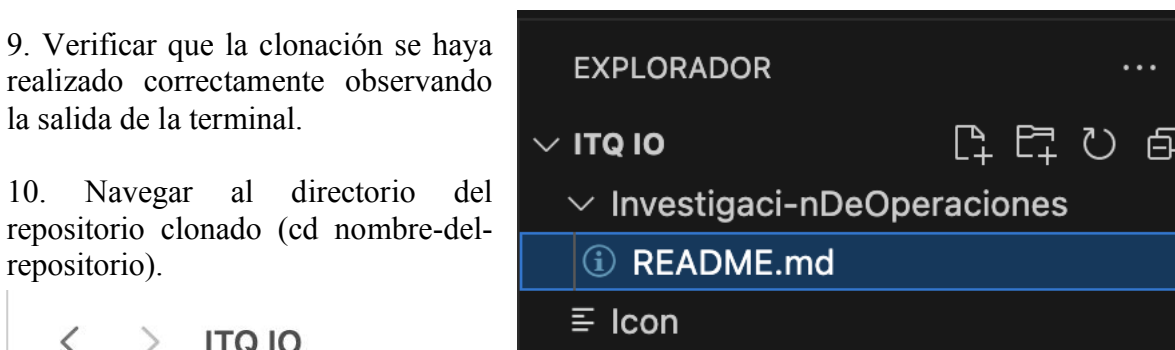 9. Verificar que la clonación se haya
realizado correctamente observando
la salida de la terminal.
10. Navegar al directorio del
repositorio clonado (cd nombre-del-
repositorio).
ITQ IO
EXPLORADOR
ITQ IO
Investigaci-nDeOperaciones
README.md
Icon